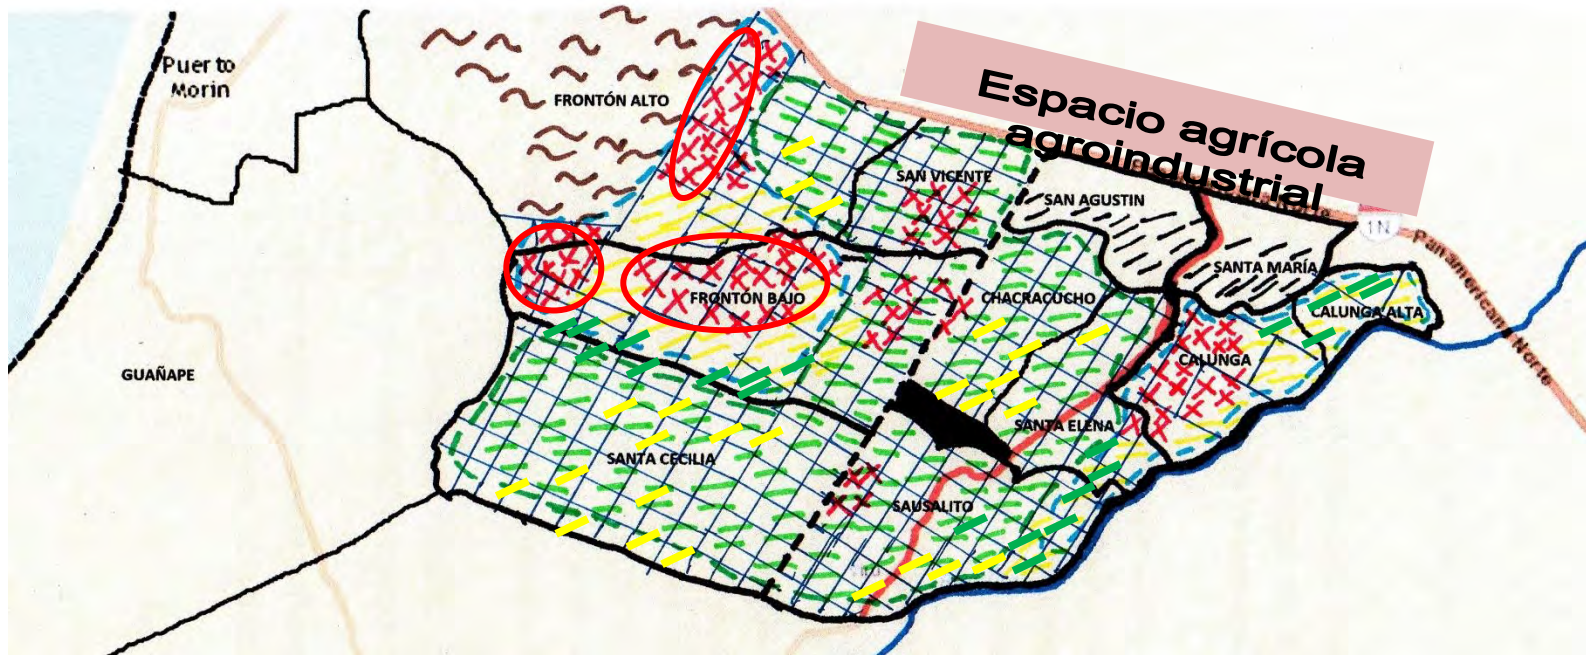 Puerto
Morin
Espacio agrícola
agroindustrial
FRONTÓN ALTO
SAN VICENTE
SAN AGUSTIN
Norte
1N
Panamericana Norte
SANTA MARÍA
FRONTÓN BAJO
CHACRACUCHO
CALUNGA ALTA
CALUNGA
GUAÑAPE
SANTA ELENA
SANTA CECILIA
SAUSALITO